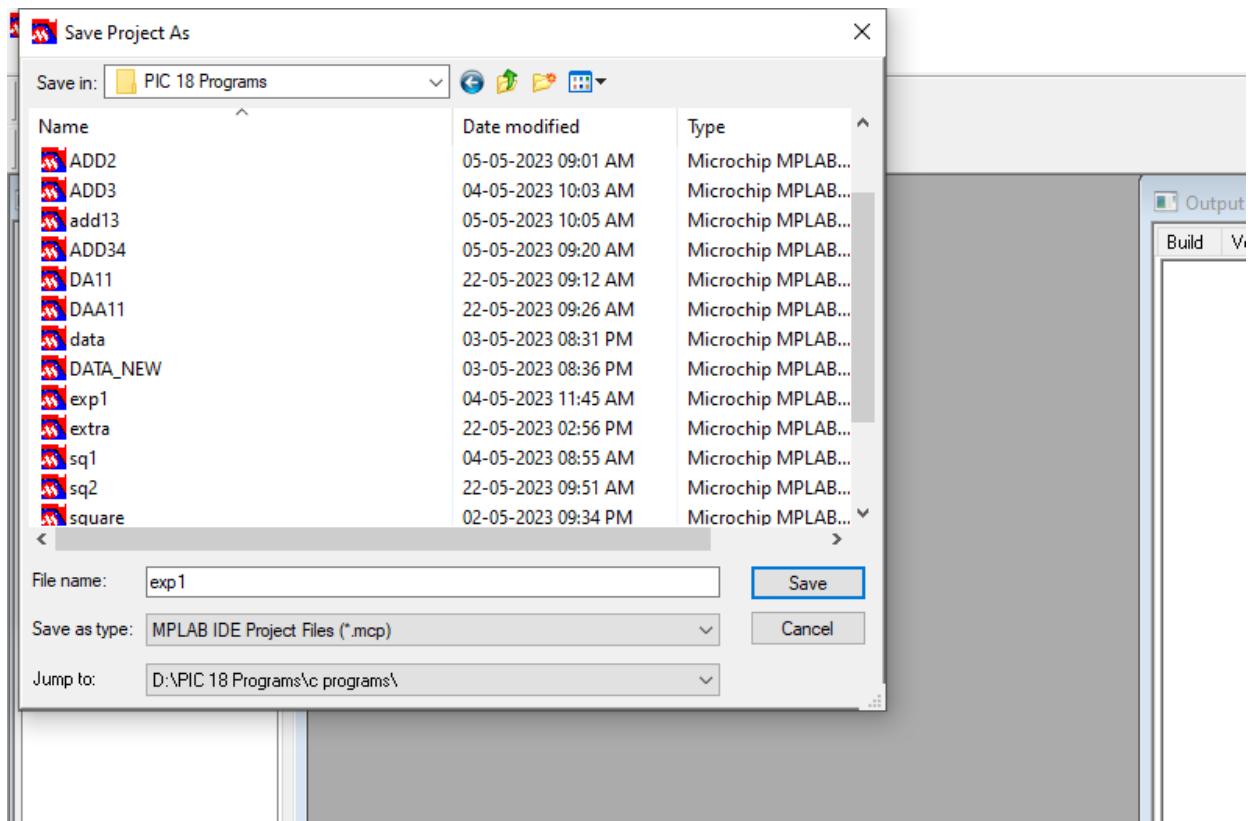 Save Project As
Save in: PIC 18 Programs
Name Date modified Type
ADD2 05-05-2023 09:01 AM Microchip MPLAB...
ADD3 04-05-2023 10:03 AM Microchip MPLAB...
add13 05-05-2023 10:05 AM Microchip MPLAB...
ADD34 05-05-2023 09:20 AM Microchip MPLAB...
DA11 22-05-2023 09:12 AM Microchip MPLAB...
DAA11 22-05-2023 09:26 AM Microchip MPLAB...
data 03-05-2023 08:31 PM Microchip MPLAB...
DATA_NEW 03-05-2023 08:36 PM Microchip MPLAB...
exp1 04-05-2023 11:45 AM Microchip MPLAB...
extra 22-05-2023 02:56 PM Microchip MPLAB...
sq1 04-05-2023 08:55 AM Microchip MPLAB...
sq2 22-05-2023 09:51 AM Microchip MPLAB...
square 02-05-2023 09:34 PM Microchip MPLAB...
File name: exp1 Save
Save as type: MPLAB IDE Project Files (*.mcp) Cancel
Jump to: D:\PIC 18 Programs\c programs\
Output
Build